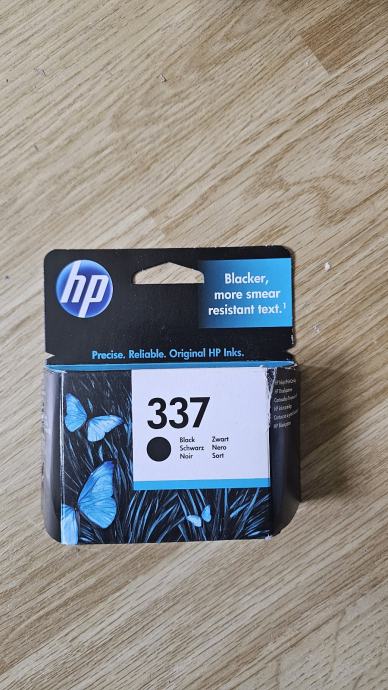 hp
Blacker,
more smear
resistant text.¹
Precise. Reliable. Original HP Inks.
337
Black Zwart
Schwarz Nero
Noir Sort